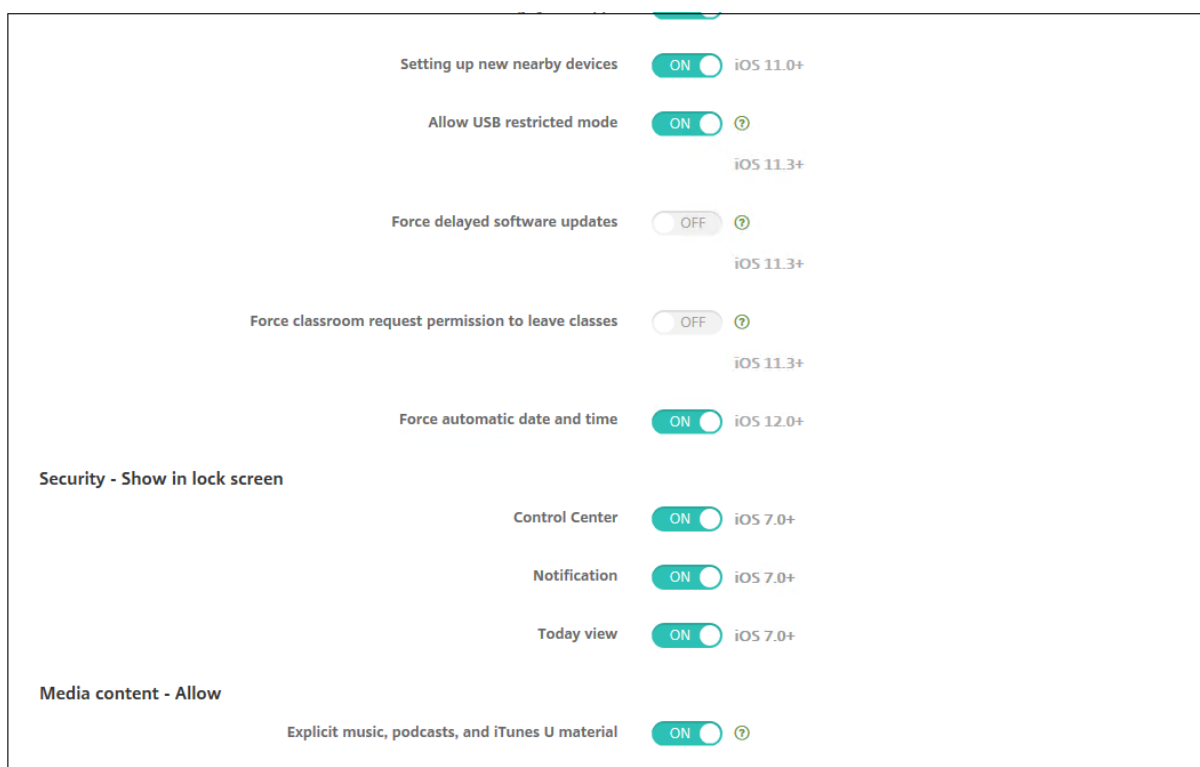 Setting up new nearby devices ON iOS 11.0+
Allow USB restricted mode ON ?
iOS 11.3+
Force delayed software updates OFF ?
iOS 11.3+
Force classroom request permission to leave classes OFF ?
iOS 11.3+
Force automatic date and time ON iOS 12.0+
Security - Show in lock screen
Control Center ON iOS 7.0+
Notification ON iOS 7.0+
Today view ON iOS 7.0+
Media content - Allow
Explicit music, podcasts, and iTunes U material ON ?